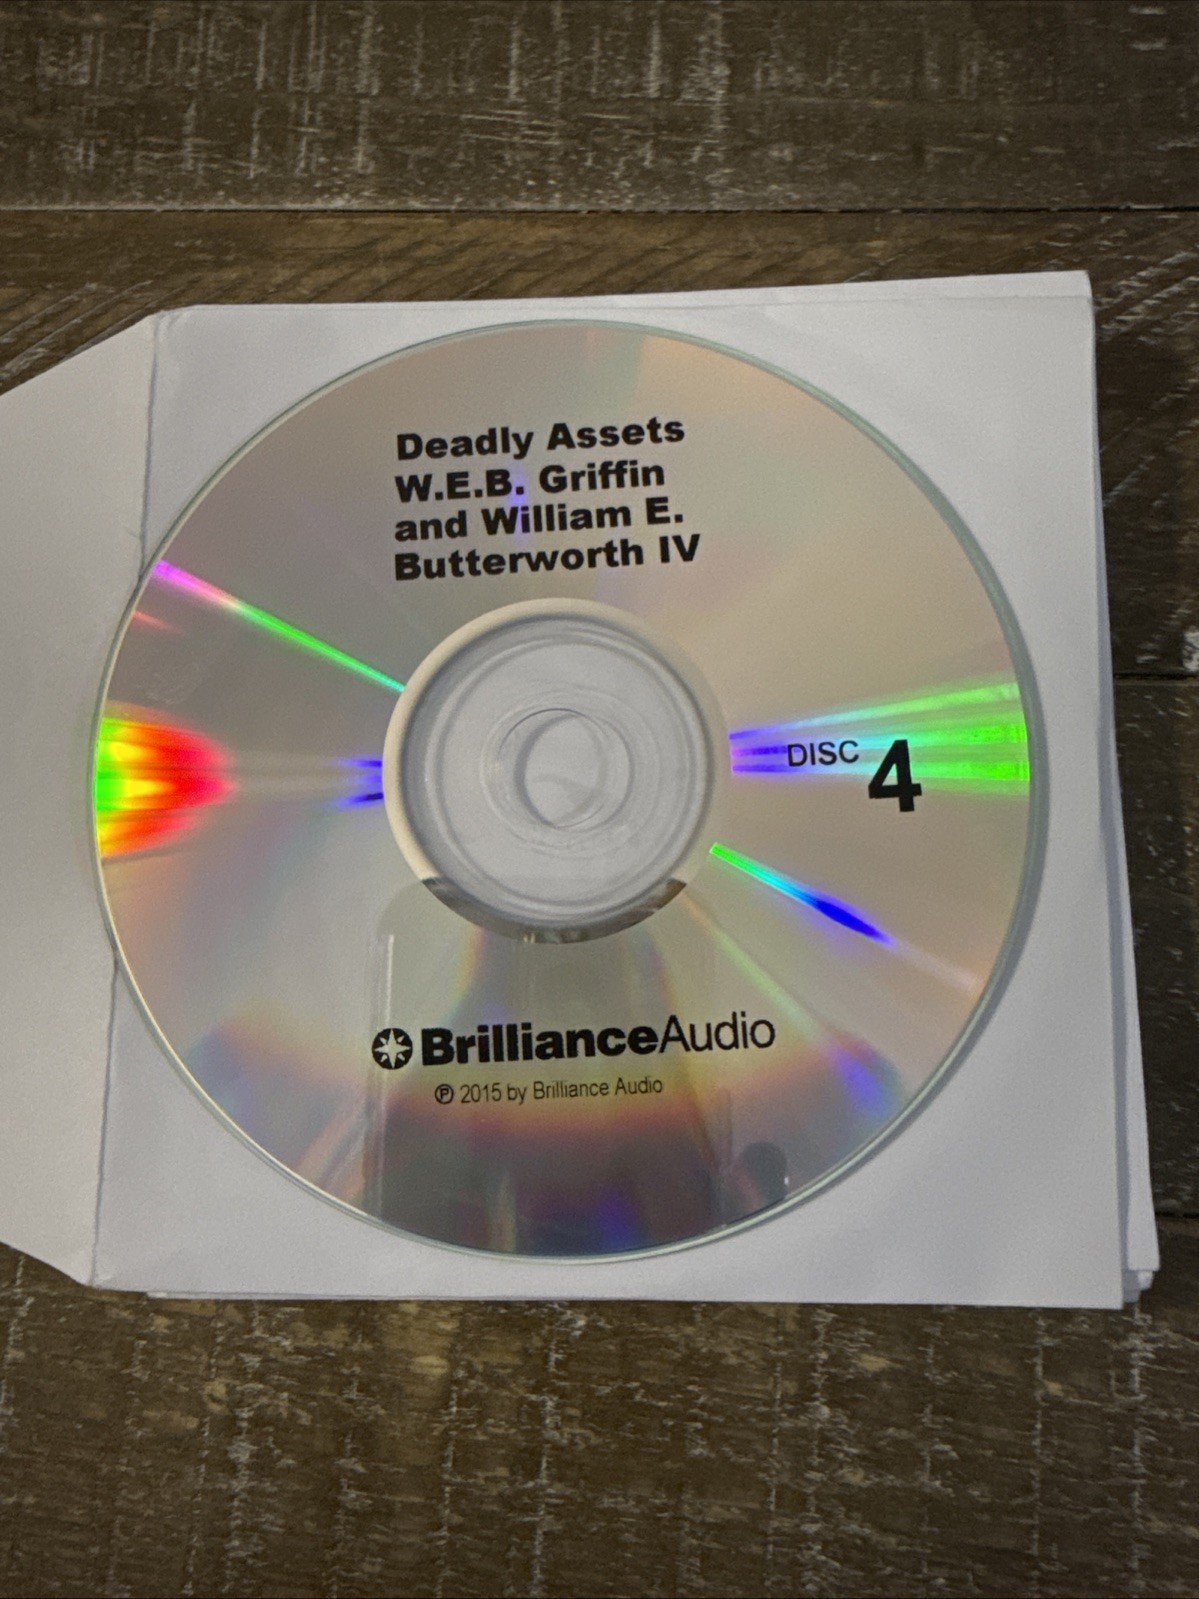 Deadly Assets
W.E.B. Griffin
and William E.
Butterworth IV
DISC 4
BrillianceAudio
℗ 2015 by Brilliance Audio